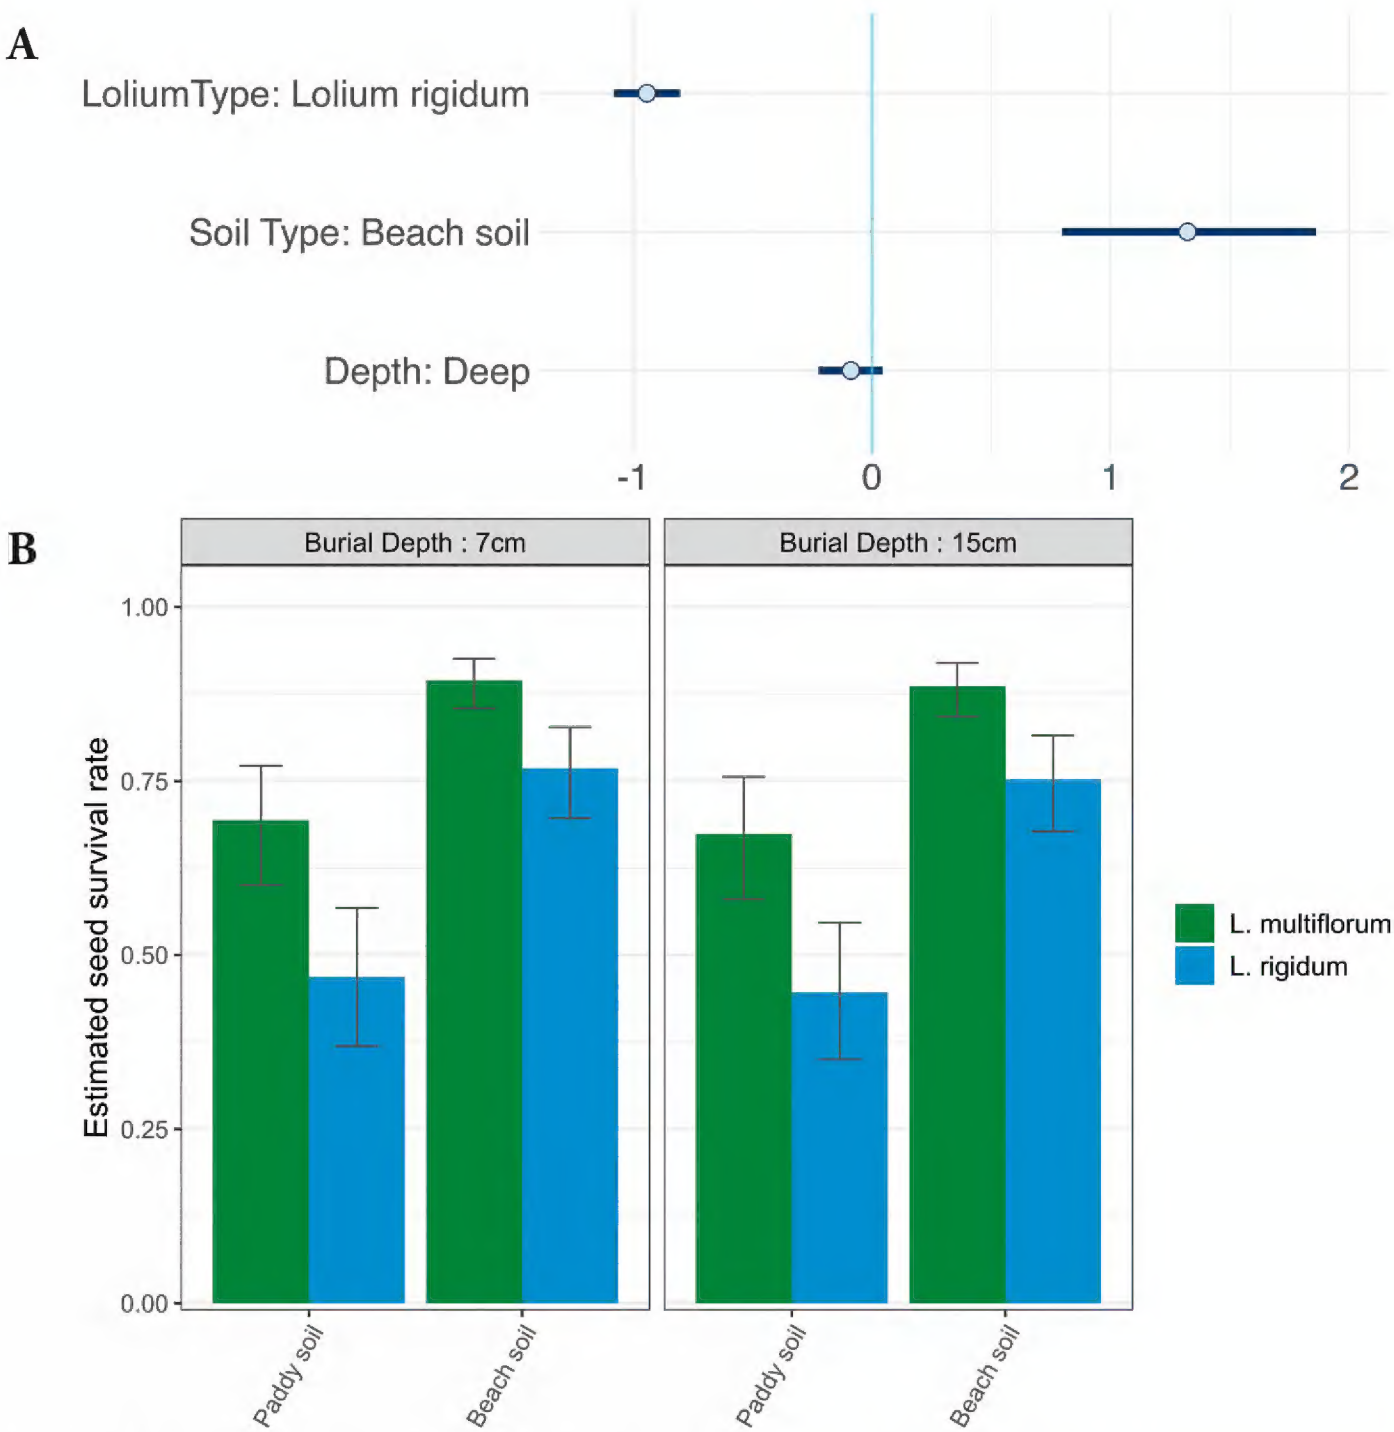 A
LoliumType: Lolium rigidum
Soil Type: Beach soil
Depth: Deep
-1 0 1 2
B
Burial Depth : 7cm
Burial Depth : 15cm
Estimated seed survival rate
1.00
0.75
0.50
0.25
0.00
Paddy soil
Beach soil
Paddy soil
Beach soil
L. multiflorum
L. rigidum